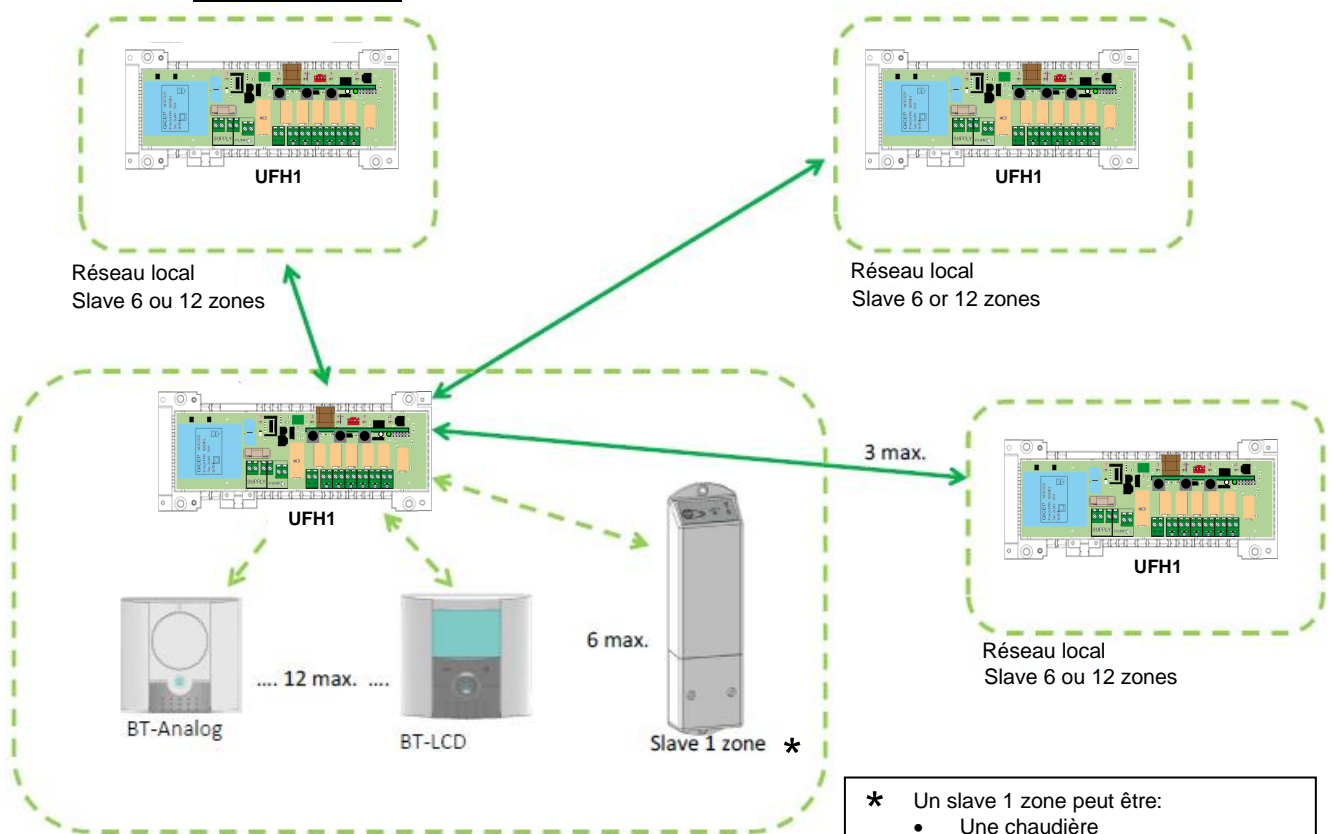 UFH1
UFH1
Réseau local
Slave 6 ou 12 zones
Réseau local
Slave 6 or 12 zones
SUPPLY
3 max.
UFH1
UFH1
6 max.
.... 12 max. ....
BT-Analog
BT-LCD
Slave 1 zone *
Réseau local
Slave 6 ou 12 zones
* Un slave 1 zone peut être:
• Une chaudière